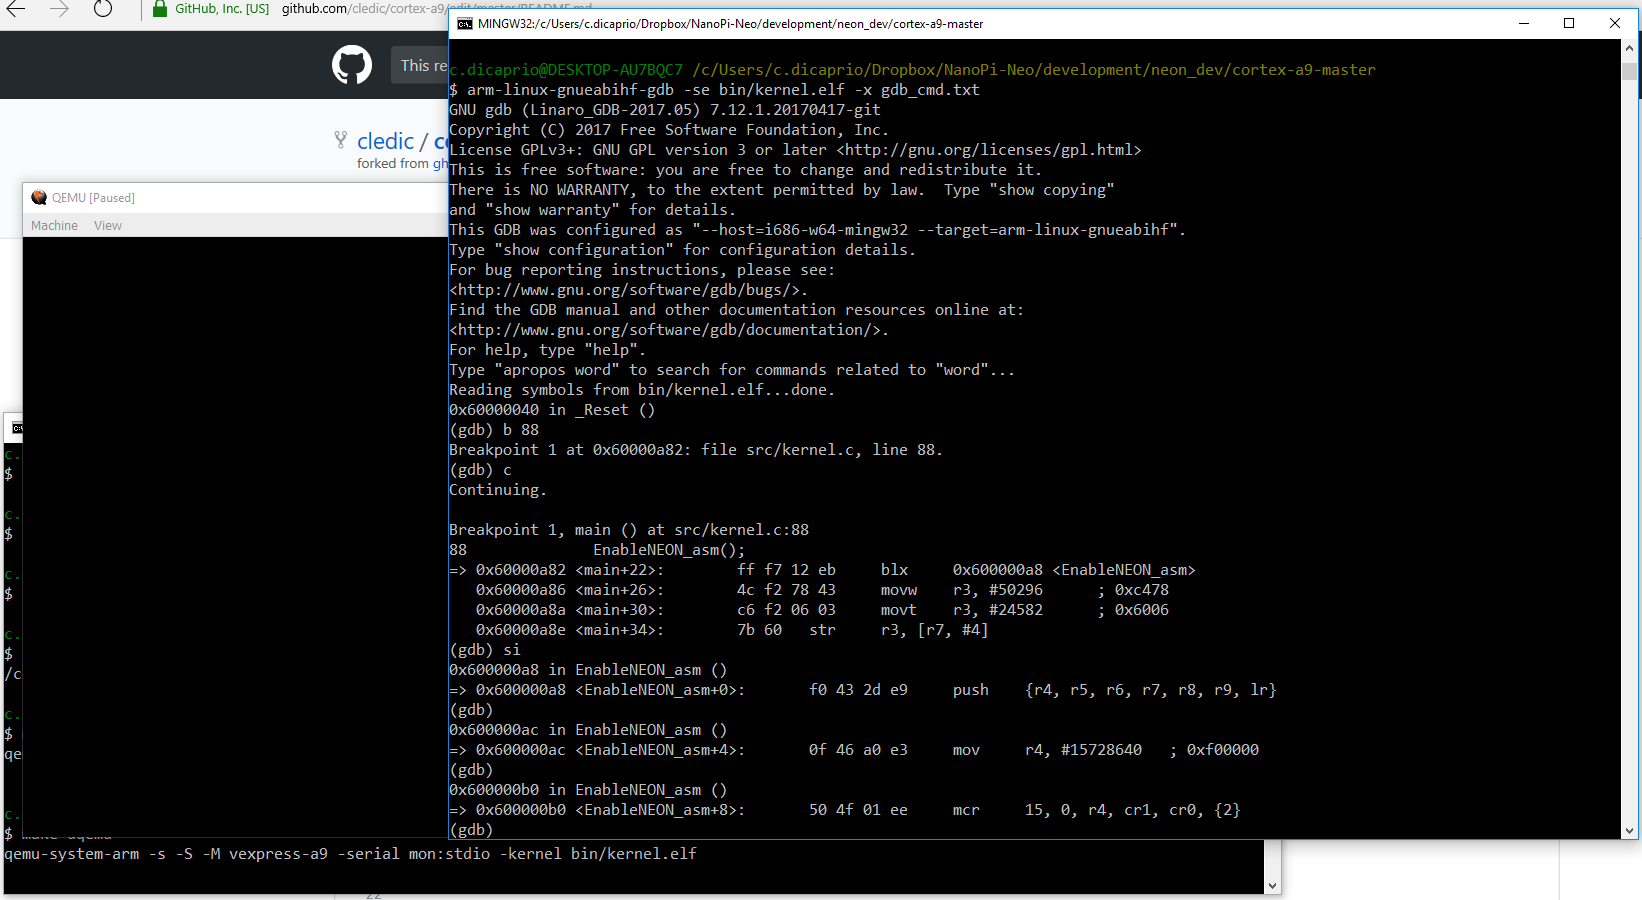 GitHub, Inc. [US]
github.com/cledic/cortex-a9/edit/master/README.md
This re
cledic / co
forked from gh
QEMU [Paused]
Machine View
MINGW32:/c/Users/c.dicaprio/Dropbox/NanoPi-Neo/development/neon_dev/cortex-a9-master
c.dicaprio@DESKTOP-AU7BQC7 /c/Users/c.dicaprio/Dropbox/NanoPi-Neo/development/neon_dev/cortex-a9-master
$ arm-linux-gnueabihf-gdb -se bin/kernel.elf -x gdb_cmd.txt
GNU gdb (Linaro_GDB-2017.05) 7.12.1.20170417-git
Copyright (C) 2017 Free Software Foundation, Inc.
License GPLv3+: GNU GPL version 3 or later <http://gnu.org/licenses/gpl.html>
This is free software: you are free to change and redistribute it.
There is NO WARRANTY, to the extent permitted by law.  Type "show copying"
and "show warranty" for details.
This GDB was configured as "--host=i686-w64-mingw32 --target=arm-linux-gnueabihf".
Type "show configuration" for configuration details.
For bug reporting instructions, please see:
<http://www.gnu.org/software/gdb/bugs/>.
Find the GDB manual and other documentation resources online at:
<http://www.gnu.org/software/gdb/documentation/>.
For help, type "help".
Type "apropos word" to search for commands related to "word"...
Reading symbols from bin/kernel.elf...done.
0x60000040 in _Reset ()
(gdb) b 88
Breakpoint 1 at 0x60000a82: file src/kernel.c, line 88.
(gdb) c
Continuing.
Breakpoint 1, main () at src/kernel.c:88
88              EnableNEON_asm();
=> 0x60000a82 <main+22>:        ff f7 12 eb     blx     0x600000a8 <EnableNEON_asm>
   0x60000a86 <main+26>:        4c f2 78 43     movw    r3, #50296      ; 0xc478
   0x60000a8a <main+30>:        c6 f2 06 03     movt    r3, #24582      ; 0x6006
   0x60000a8e <main+34>:        7b 60   str     r3, [r7, #4]
(gdb) si
0x600000a8 in EnableNEON_asm ()
=> 0x600000a8 <EnableNEON_asm+0>:       f0 43 2d e9     push    {r4, r5, r6, r7, r8, r9, lr}
(gdb)
0x600000ac in EnableNEON_asm ()
=> 0x600000ac <EnableNEON_asm+4>:       0f 46 a0 e3     mov     r4, #15728640   ; 0xf00000
(gdb)
0x600000b0 in EnableNEON_asm ()
=> 0x600000b0 <EnableNEON_asm+8>:       50 4f 01 ee     mcr     15, 0, r4, cr1, cr0, {2}
(gdb)
c.
$
c.
$
c.
$
c.
$
/c
c.
$
qe
c.
$
qemu-system-arm -s -S -M vexpress-a9 -serial mon:stdio -kernel bin/kernel.elf
22